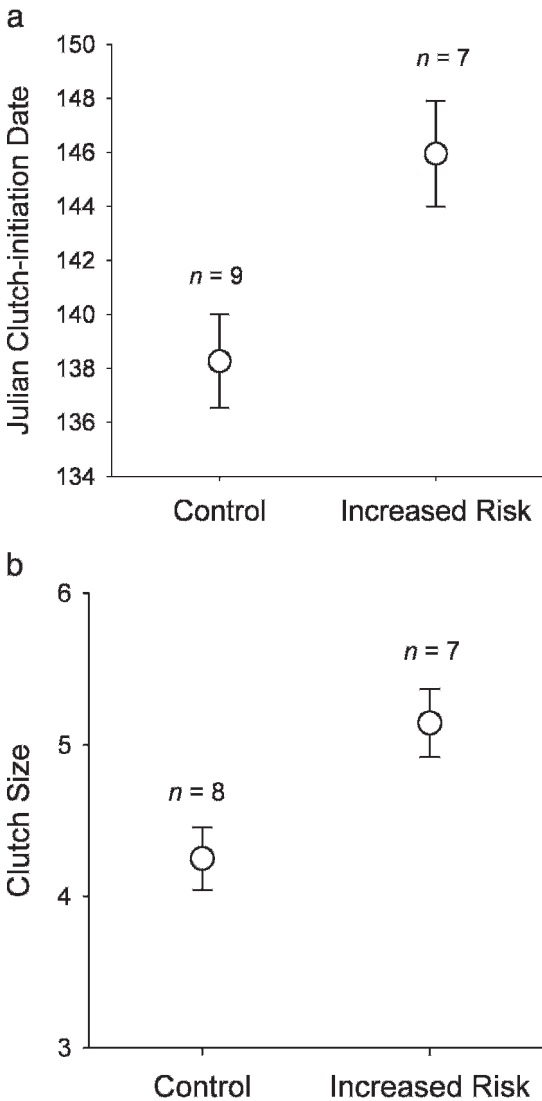 a
Julian Clutch-initiation Date
150
148
146
144
142
140
138
136
134
n = 9
n = 7
Control
Increased Risk
b
Clutch Size
6
5
4
3
n = 8
n = 7
Control
Increased Risk